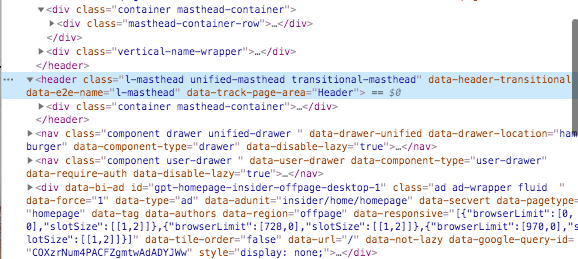 ▼<div class="container masthead-container">
▶<div class="masthead-container-row">…</div>
</div>
▶<div class="vertical-name-wrapper">…</div>
</header>
… ▼<header class="l-masthead unified-masthead transitional-masthead" data-header-transitional
data-e2e-name="l-masthead" data-track-page-area="Header"> == $0
▶<div class="container masthead-container">…</div>
</header>
▶<nav class="component drawer unified-drawer " data-drawer-unified data-drawer-location="ham
burger" data-component-type="drawer" data-disable-lazy="true">…</nav>
▶<nav class="component user-drawer " data-user-drawer data-component-type="user-drawer"
data-require-auth data-disable-lazy="true">…</nav>
▶<div data-bi-ad id="gpt-homepage-insider-offpage-desktop-1" class="ad ad-wrapper fluid "
data-force="1" data-type="ad" data-adunit="insider/home/homepage" data-secvert data-pagetype=
"homepage" data-tag data-authors data-region="offpage" data-responsive="[{"browserLimit":[0,
0],"slotSize":[[1,2]]},{"browserLimit":[728,0],"slotSize":[[1,2]]},{"browserLimit":[970,0],"s
lotSize":[[1,2]]}]" data-tile-order="false" data-url="/" data-not-lazy data-google-query-id=
"COXzrNum4PACFZgmtwAdADYJWw" style="display: none;">…</div>